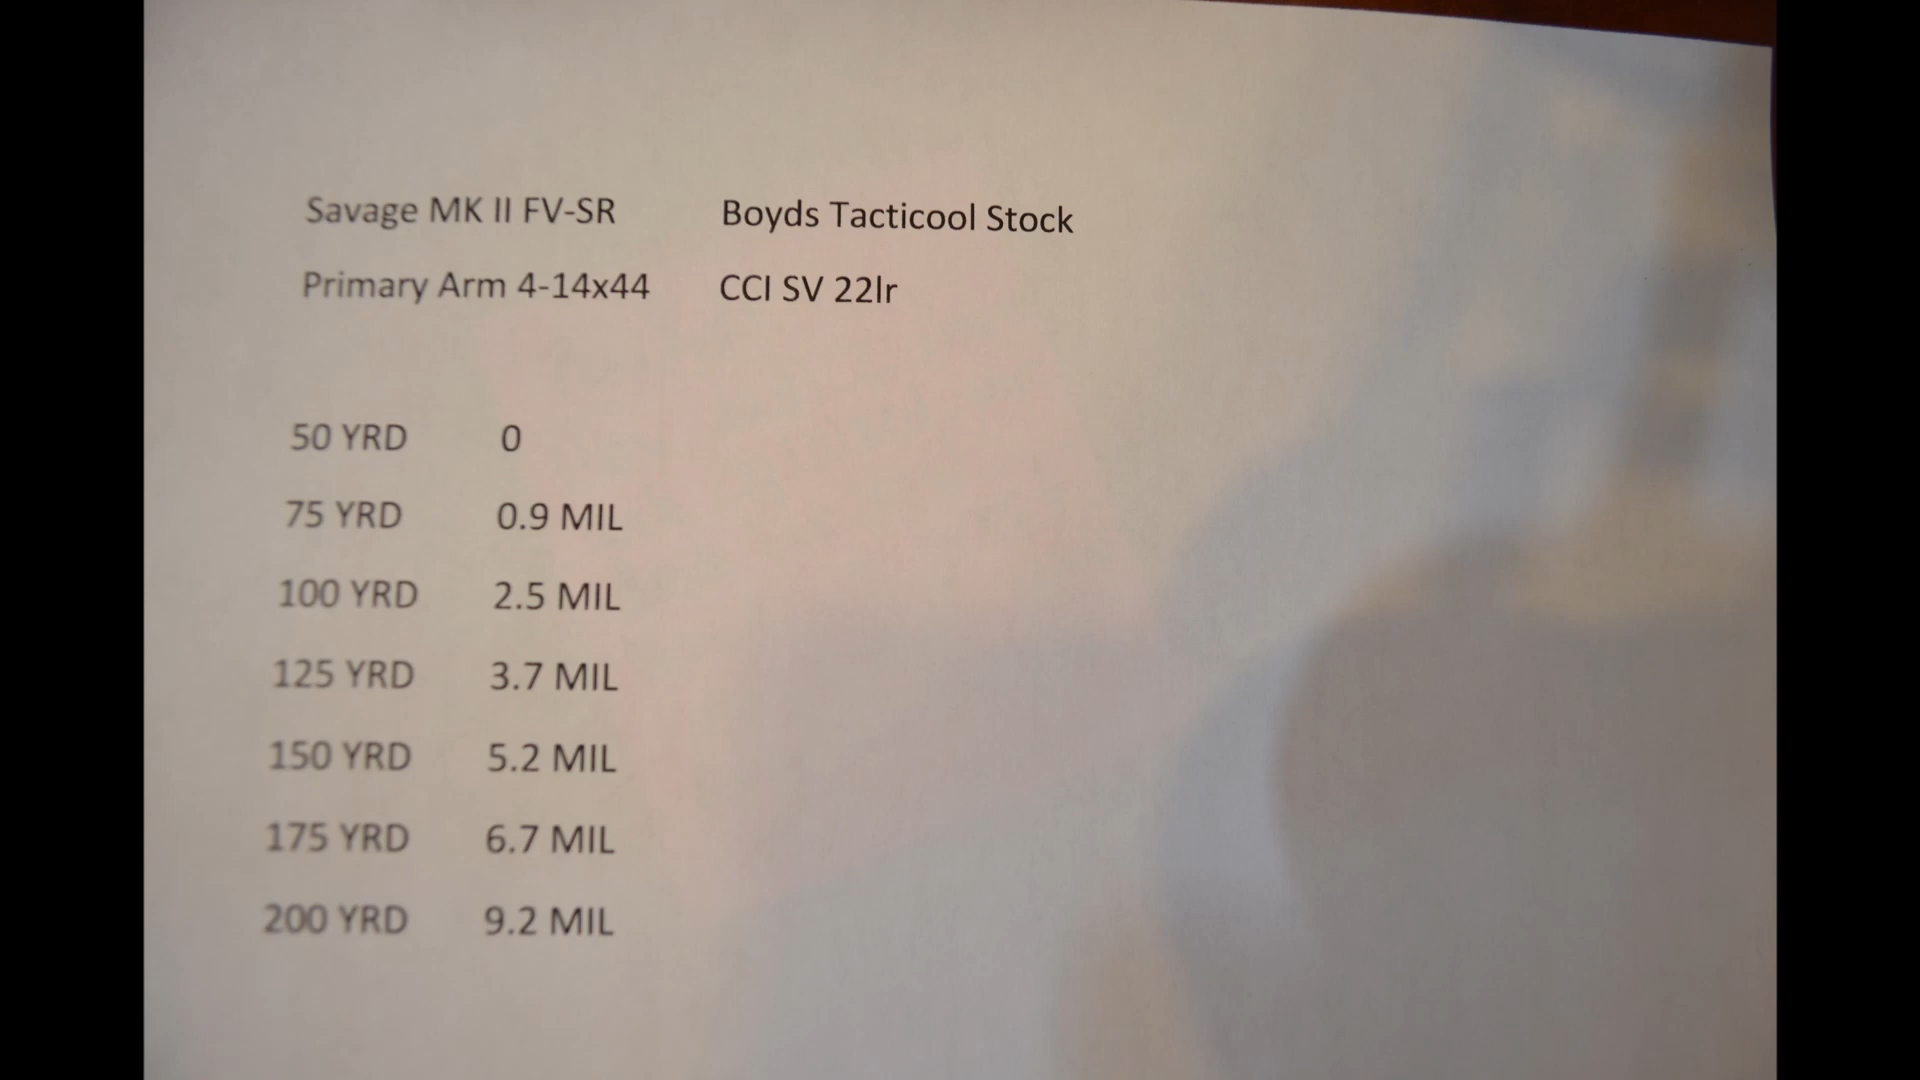 Savage MK II FV-SR Boyds Tacticool Stock
Primary Arm 4-14x44 CCI SV 22lr
50 YRD 0
75 YRD 0.9 MIL
100 YRD 2.5 MIL
125 YRD 3.7 MIL
150 YRD 5.2 MIL
175 YRD 6.7 MIL
200 YRD 9.2 MIL